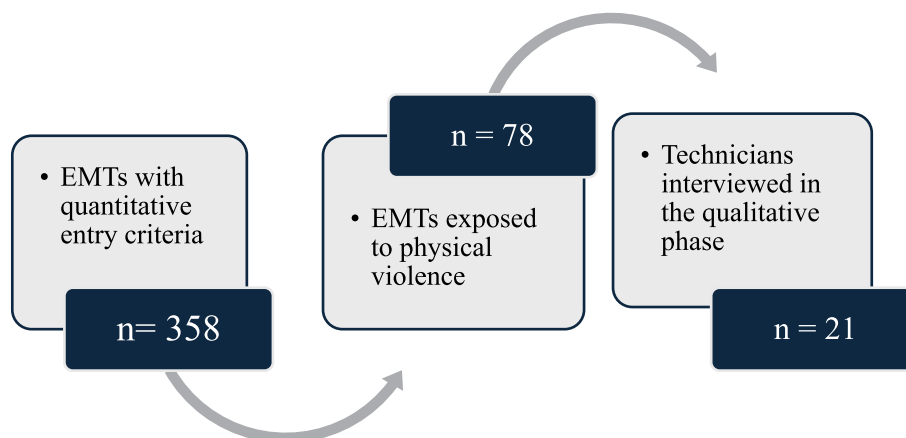 • EMTs with
quantitative
entry criteria
n= 358
n = 78
• EMTs exposed
to physical
violence
• Technicians
interviewed in
the qualitative
phase
n = 21